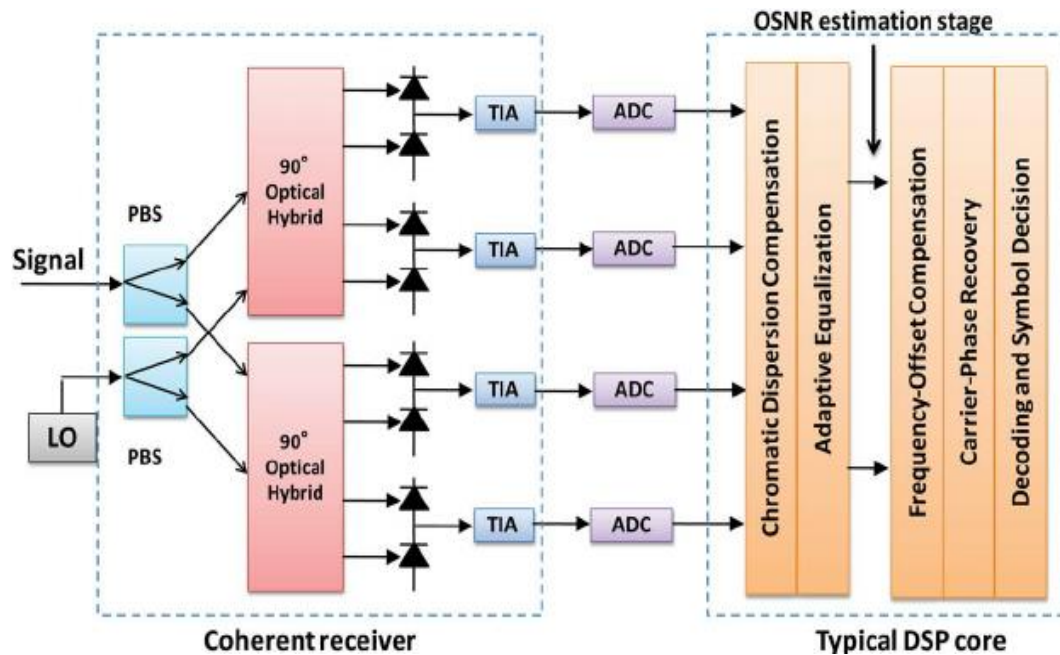 OSNR estimation stage
PBS
Signal
LO
PBS
90°
Optical
Hybrid
90°
Optical
Hybrid
TIA
ADC
TIA
ADC
TIA
ADC
TIA
ADC
Chromatic Dispersion Compensation
Adaptive Equalization
Frequency-Offset Compensation
Carrier-Phase Recovery
Decoding and Symbol Decision
Coherent receiver
Typical DSP core